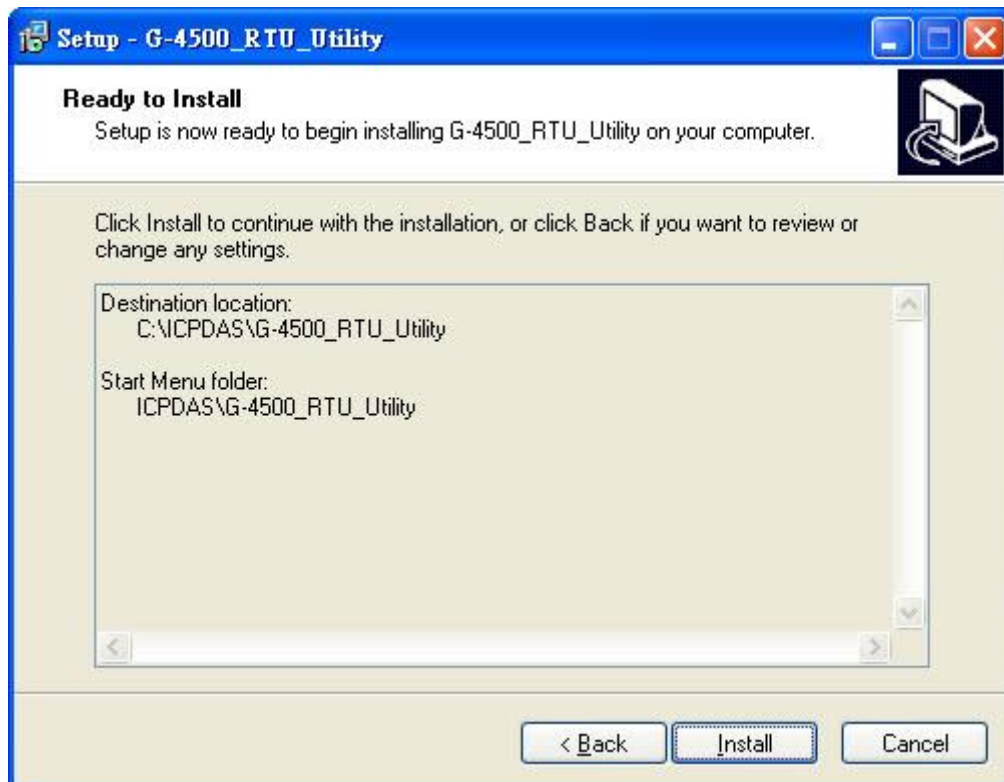 Setup - G-4500_RTU_Utility
Ready to Install
Setup is now ready to begin installing G-4500_RTU_Utility on your computer.
Click Install to continue with the installation, or click Back if you want to review or
change any settings.
Destination location:
C:\ICPDAS\G-4500_RTU_Utility
Start Menu folder:
ICPDAS\G-4500_RTU_Utility
< Back
Install
Cancel